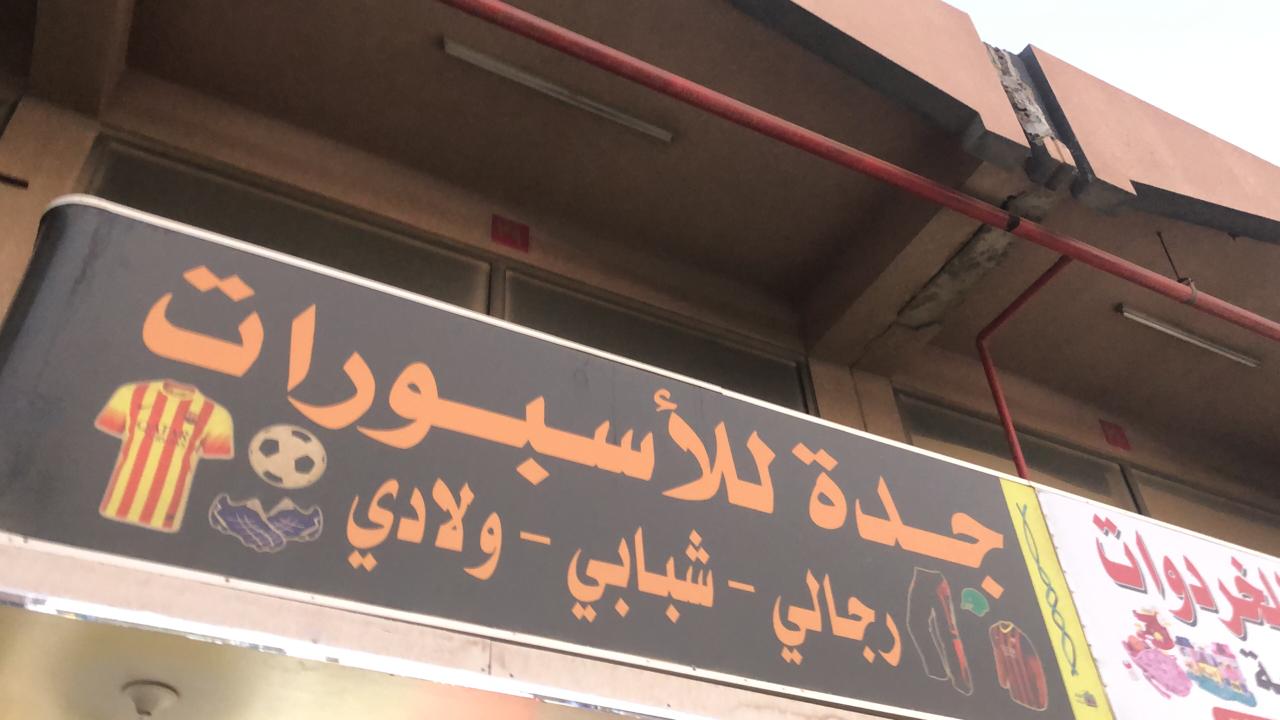 جدة للأسبورات
رجالي - شبابي - ولادي